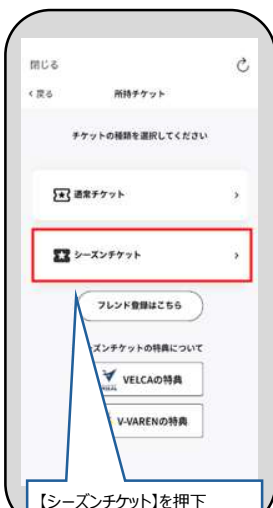 閉じる
< 戻る 所持チケット
チケットの種類を選択してください
通常チケット >
シーズンチケット >
フレンド登録はこちら
ズンチケットの特典について
VELCAの特典
V-VARENの特典
【シーズンチケット】を押下